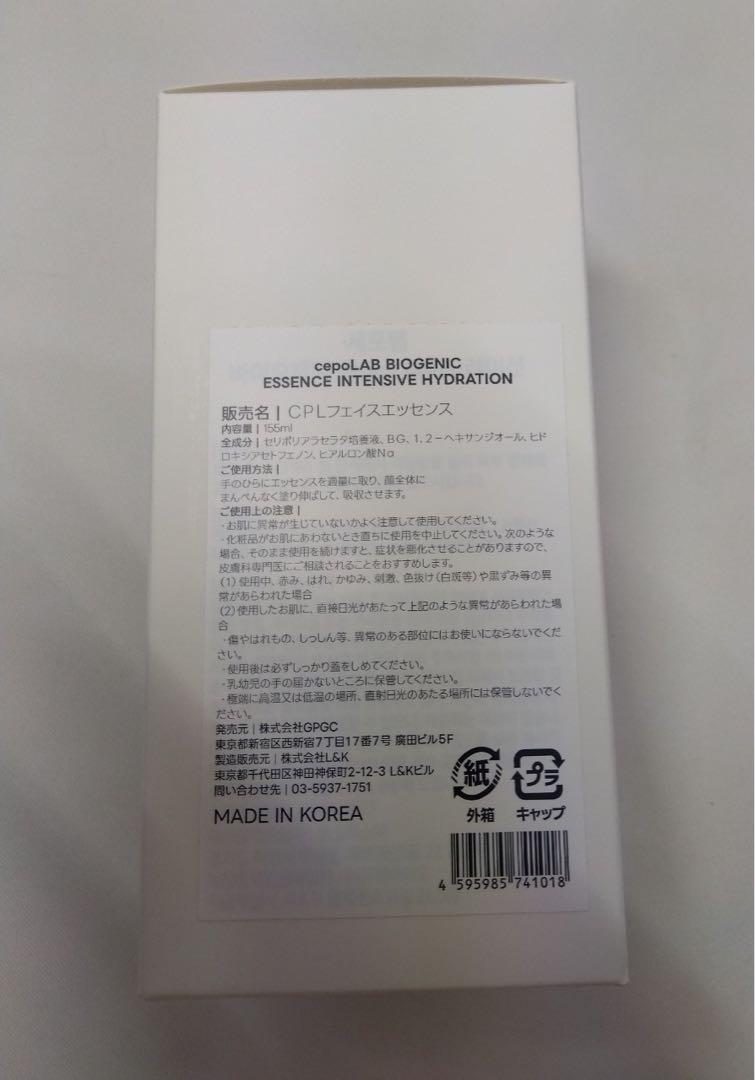 cepoLAB BIOGENIC
ESSENCE INTENSIVE HYDRATION
販売名 | CPLフェイスエッセンス
内容量 | 155ml
全成分 | セリポリアラセラタ培養液、BG、1,2-ヘキサンジオール、ヒド
ロキシアセトフェノン、ヒアルロン酸Na
ご使用方法 |
手のひらにエッセンスを適量に取り、顔全体に
まんべんなく塗り伸ばして、吸収させます。
ご使用上の注意 |
・お肌に異常が生じていないかよく注意して使用してください。
・化粧品がお肌にあわないとき直ちに使用を中止してください。次のような
場合、そのまま使用を続けますと、症状を悪化させることがありますので、
皮膚科専門医にご相談されることをおすすめします。
(1)使用中、赤み、はれ、かゆみ、刺激、色抜け(白斑等)や黒ずみ等の異
常があらわれた場合
(2)使用したお肌に、直接日光があたって上記のような異常があらわれた場
合
・傷やはれもの、しっしん等、異常のある部位にはお使いにならないでくだ
さい。
・使用後は必ずしっかり蓋をしめてください。
・乳幼児の手の届かないところに保管してください。
・極端に高温又は低温の場所、直射日光のあたる場所には保管しないでく
ださい。
発売元 | 株式会社GPGC
東京都新宿区西新宿7丁目17番7号 廣田ビル5F
製造販売元 | 株式会社L&K
東京都千代田区神田神保町2-12-3 L&Kビル
問い合わせ先 | 03-5937-1751
MADE IN KOREA
紙 プラ
外箱 キャップ
4 595985 741018